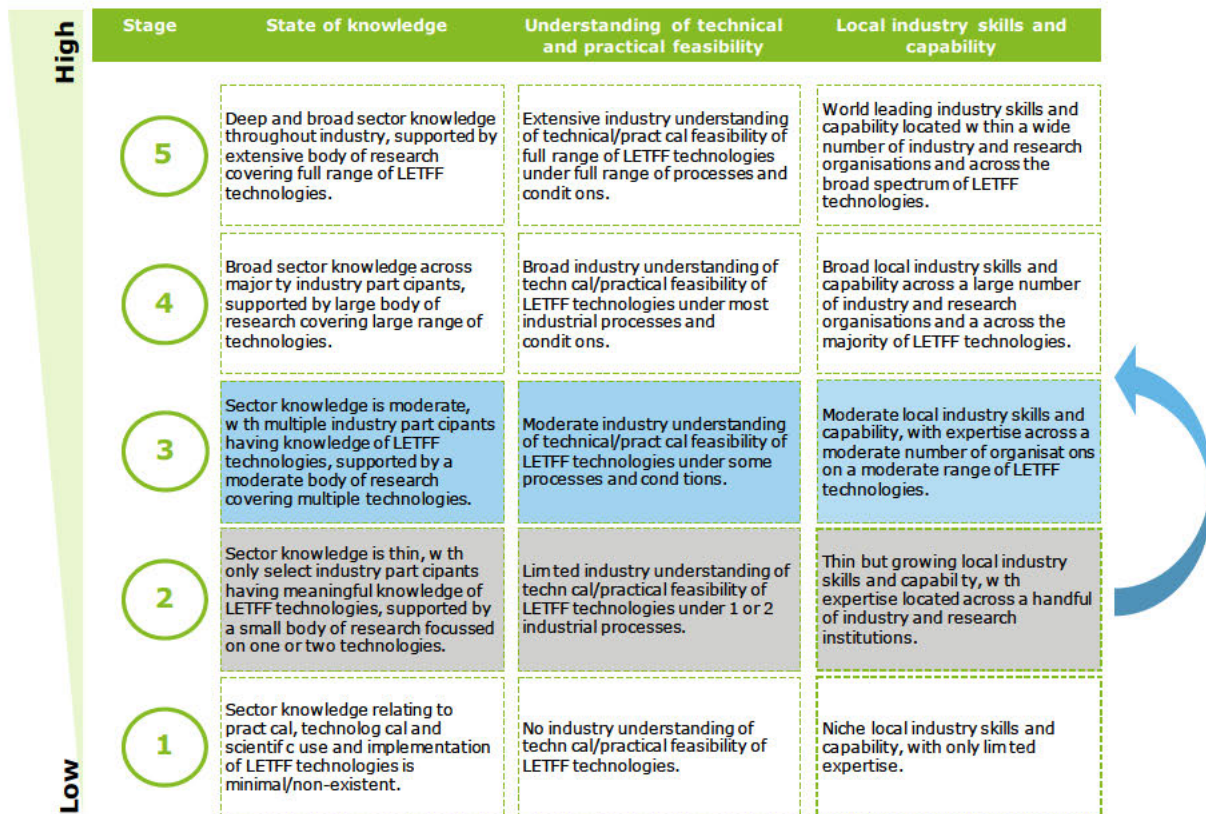 High
Stage
State of knowledge
Understanding of technical
and practical feasibility
Local industry skills and
capability
5
Deep and broad sector knowledge
throughout industry, supported by
extensive body of research
covering full range of LETFF
technologies.
Extensive industry understanding
of technical/pract cal feasibility of
full range of LETFF technologies
under full range of processes and
condit ons.
World leading industry skills and
capability located w thin a wide
number of industry and research
organisations and across the
broad spectrum of LETFF
technologies.
4
Broad sector knowledge across
major ty industry part cipants,
supported by large body of
research covering large range of
technologies.
Broad industry understanding of
techn cal/practical feasibility of
LETFF technologies under most
industrial processes and
condit ons.
Broad local industry skills and
capability across a large number
of industry and research
organisations and a across the
majority of LETFF technologies.
3
Sector knowledge is moderate,
w th multiple industry part cipants
having knowledge of LETFF
technologies, supported by a
moderate body of research
covering multiple technologies.
Moderate industry understanding
of technical/pract cal feasibility of
LETFF technologies under some
processes and cond tions.
Moderate local industry skills and
capability, with expertise across a
moderate number of organisat ons
on a moderate range of LETFF
technologies.
2
Sector knowledge is thin, w th
only select industry part cipants
having meaningful knowledge of
LETFF technologies, supported by
a small body of research focussed
on one or two technologies.
Lim ted industry understanding of
techn cal/practical feasibility of
LETFF technologies under 1 or 2
industrial processes.
Thin but growing local industry
skills and capabil ty, w th
expertise located across a handful
of industry and research
institutions.
1
Sector knowledge relating to
pract cal, technolog cal and
scientif c use and implementation
of LETFF technologies is
minimal/non-existent.
No industry understanding of
techn cal/practical feasibility of
LETFF technologies.
Niche local industry skills and
capability, with only lim ted
expertise.
Low